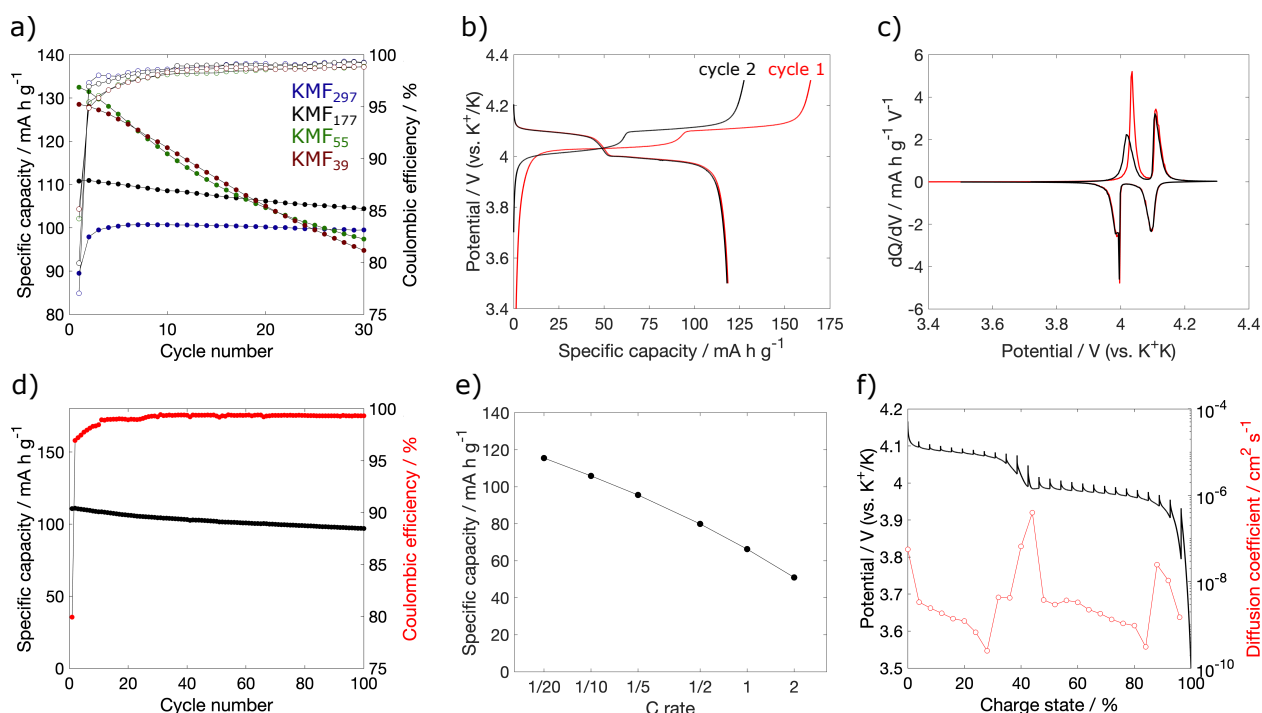 a)
140
135
130
125
120
115
110
105
100
95
90
85
80
Specific capacity / mA h g⁻¹
100
95
90
85
80
75
Coulombic efficiency / %
KMF₂₉₇
KMF₁₇₇
KMF₅₅
KMF₃₉
0 10 20 30
Cycle number
b)
cycle 2 cycle 1
4.2
4
3.8
3.6
3.4
Potential / V (vs. K⁺/K)
0 25 50 75 100 125 150 175
Specific capacity / mA h g⁻¹
c)
6
4
2
0
-2
-4
-6
dQ/dV / mA h g⁻¹ V⁻¹
3.4 3.6 3.8 4 4.2 4.4
Potential / V (vs. K⁺K)
d)
150
100
50
0
Specific capacity / mA h g⁻¹
100
95
90
85
80
75
Coulombic efficiency / %
0 20 40 60 80 100
Cycle number
e)
140
120
100
80
60
40
20
0
Specific capacity / mA h g⁻¹
1/20 1/10 1/5 1/2 1 2
C rate
f)
4.2
4.1
4
3.9
3.8
3.7
3.6
3.5
Potential / V (vs. K⁺/K)
10⁻⁴
10⁻⁶
10⁻⁸
10⁻¹⁰
Diffusion coefficient / cm² s⁻¹
0 20 40 60 80 100
Charge state / %